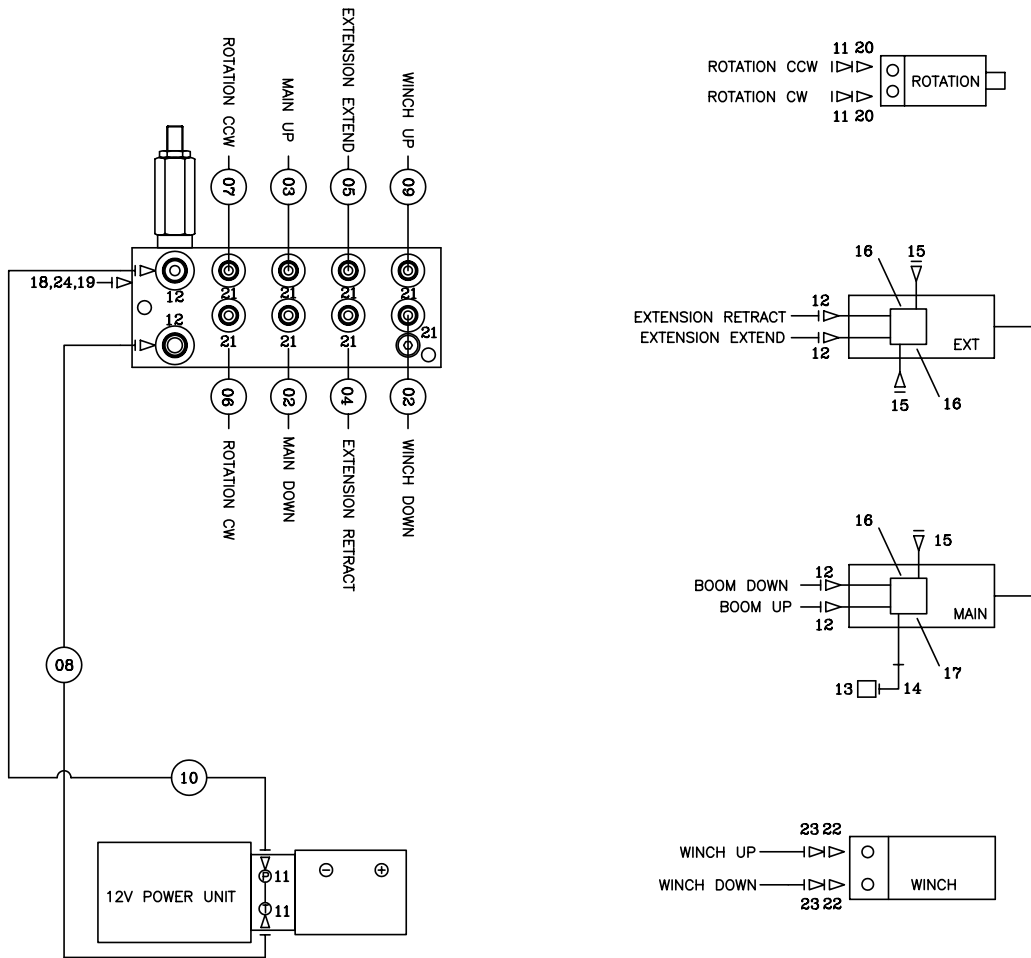 ROTATION CCW
MAIN UP
EXTENSION EXTEND
WINCH UP
07
03
05
09
18,24,19
12
21
21
21
21
12
21
21
21
21
06
02
04
02
ROTATION CW
MAIN DOWN
EXTENSION RETRACT
WINCH DOWN
08
10
12V POWER UNIT
P 11
T 11
⊖ ⊕
11 20
ROTATION CCW
ROTATION CW
11 20
ROTATION
16 15
12
EXTENSION RETRACT
EXTENSION EXTEND
12
EXT
15 16
16 15
12
BOOM DOWN
BOOM UP
12
MAIN
17
13 14
23 22
WINCH UP
WINCH DOWN
23 22
WINCH